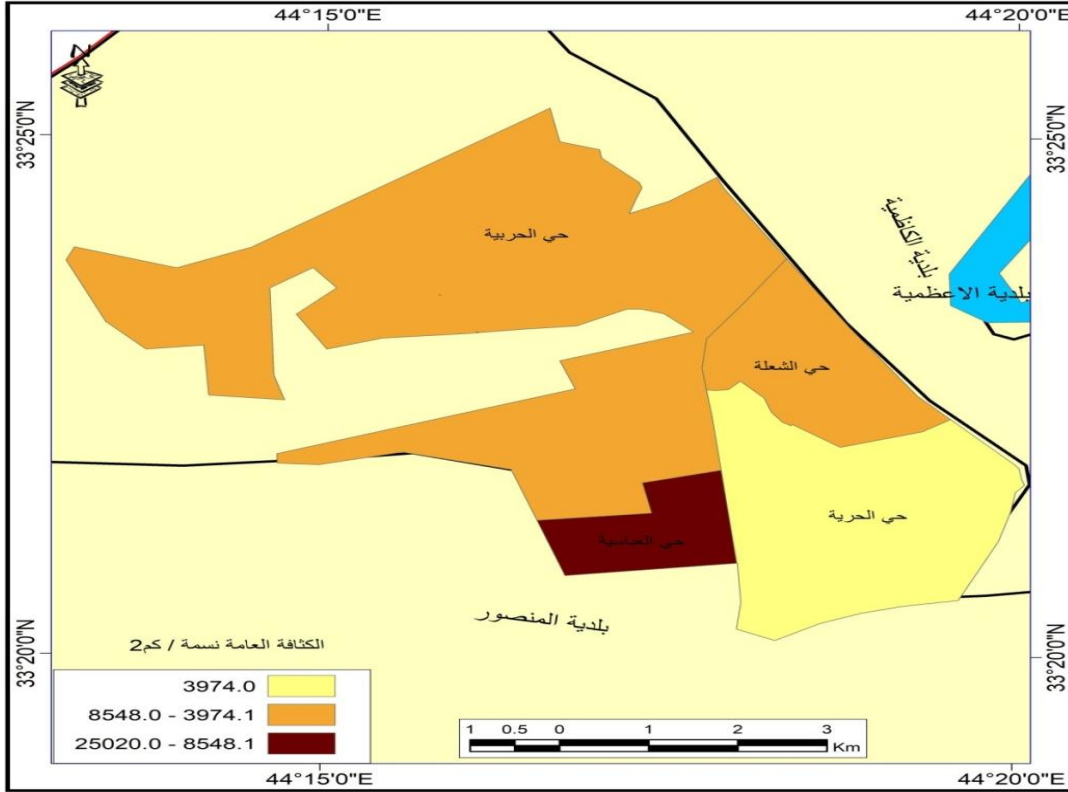 44°15'0"E
44°20'0"E
N
33°25'0"N
33°25'0"N
حي الحربية
بلدية الكاظمية
بلدية الاعظمية
حي الشعلة
حي الحرية
حي العباسية
بلدية المنصور
33°20'0"N
33°20'0"N
الكثافة العامة نسمة / كم2
3974.0
8548.0 - 3974.1
25020.0 - 8548.1
1 0.5 0 1 2 3
Km
44°15'0"E
44°20'0"E